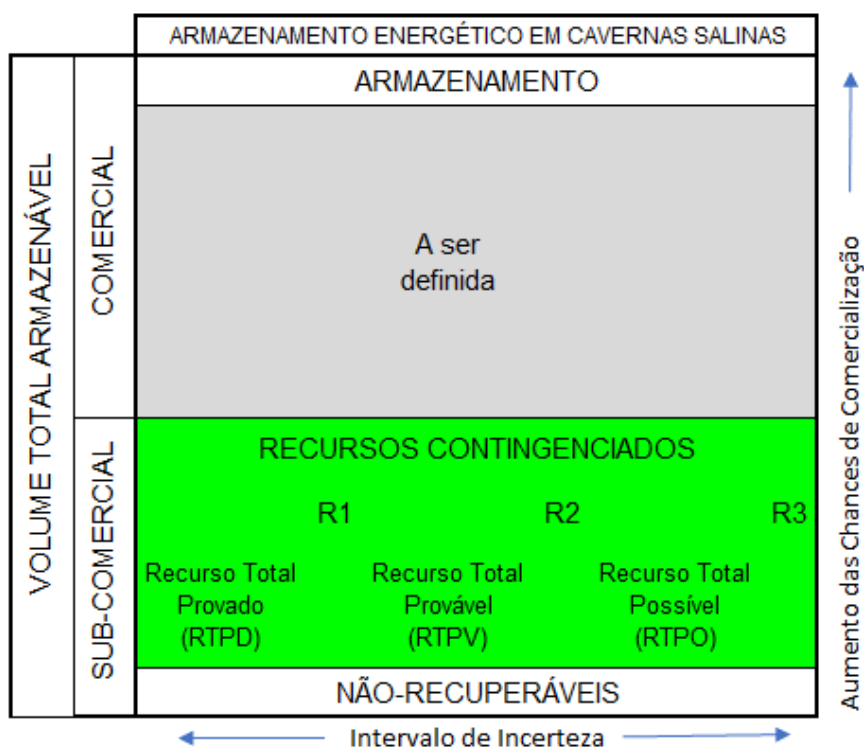 ARMAZENAMENTO ENERGÉTICO EM CAVERNAS SALINAS
ARMAZENAMENTO
VOLUME TOTAL ARMAZENÁVEL
COMERCIAL
A ser
definida
SUB-COMERCIAL
RECURSOS CONTINGENCIADOS
R1 R2 R3
Recurso Total Recurso Total Recurso Total
Provado Provável Possível
(RTPD) (RTPV) (RTPO)
NÃO-RECUPERÁVEIS
Intervalo de Incerteza
Aumento das Chances de Comercialização